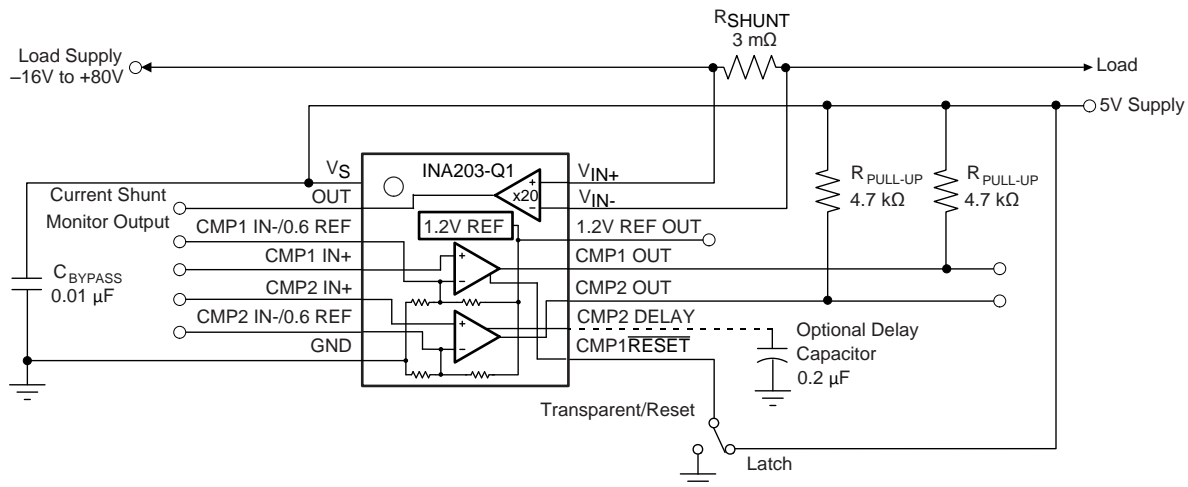 RSHUNT
3 mΩ
Load Supply
–16V to +80V
Load
5V Supply
VS
INA203-Q1
VIN+
RPULL-UP
4.7 kΩ
RPULL-UP
4.7 kΩ
Current Shunt
Monitor Output
OUT
x20
VIN-
CMP1 IN-/0.6 REF
1.2V REF
1.2V REF OUT
CMP1 IN+
CMP1 OUT
CBYPASS
0.01 µF
CMP2 IN+
CMP2 OUT
CMP2 IN-/0.6 REF
CMP2 DELAY
GND
CMP1 RESET
Optional Delay
Capacitor
0.2 µF
Transparent/Reset
Latch